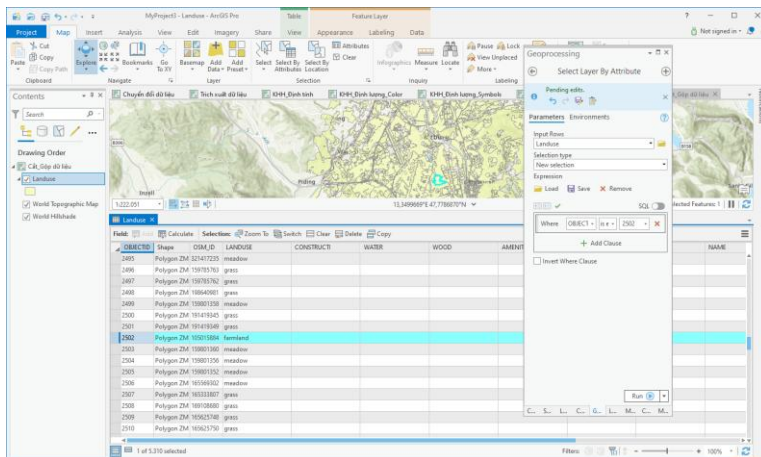 MyProject3 - Landuse - ArcGIS Pro
Table
Feature Layer
Not signed in
Project Map Insert Analysis View Edit Imagery Share View Appearance Labeling Data
Paste
Cut
Copy
Copy Path
Clipboard
Explore
Bookmarks
Go To XY
Navigate
Basemap
Add Data
Add Preset
Layer
Select
Select By Attributes
Select By Location
Attributes
Clear
Selection
Infographics
Measure
Locate
Inquiry
Pause
Lock
View Unplaced
More
Labeling
Contents
Search
Drawing Order
Cắt_Gộp dữ liệu
Landuse
World Topographic Map
World Hillshade
Chuyển đổi dữ liệu
Trích xuất dữ liệu
KHH_Định tính
KHH_Định lượng_Color
KHH_Định lượng_Symbols
1:222.051
13,3499669°E 47,7786870°N
Selected Features: 1
Landuse
Field: Calculate Selection: Zoom To Switch Clear Delete Copy
OBJECTID Shape OSM_ID LANDUSE CONSTRUCTI WATER WOOD AMENIT NAME
2495 Polygon ZM 321417235 meadow
2496 Polygon ZM 159785763 grass
2497 Polygon ZM 159785762 grass
2498 Polygon ZM 188640981 grass
2499 Polygon ZM 159801358 meadow
2500 Polygon ZM 191419345 grass
2501 Polygon ZM 191419349 grass
2502 Polygon ZM 105015884 farmland
2503 Polygon ZM 159801360 meadow
2504 Polygon ZM 159801356 meadow
2505 Polygon ZM 159801352 meadow
2506 Polygon ZM 165569302 meadow
2507 Polygon ZM 165333807 grass
2508 Polygon ZM 169108680 grass
2509 Polygon ZM 165625748 grass
2510 Polygon ZM 165625750 grass
1 of 5.310 selected
Filters:
100%
Geoprocessing
Select Layer By Attribute
Pending edits.
Parameters Environments
Input Rows
Landuse
Selection type
New selection
Expression
Load Save Remove
SQL
Where OBJECT is e 2502
Add Clause
Invert Where Clause
Run
C... S... L... C... G... L... M... C... M...